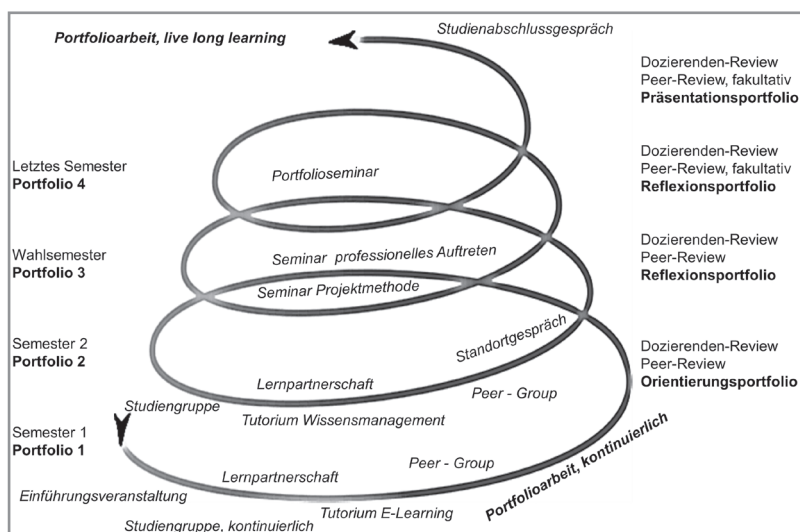 Portfolioarbeit, live long learning
Studienabschlussgespräch
Dozierenden-Review
Peer-Review, fakultativ
Präsentationsportfolio
Letztes Semester
Portfolio 4
Portfolioseminar
Dozierenden-Review
Peer-Review, fakultativ
Reflexionsportfolio
Wahlsemester
Portfolio 3
Seminar professionelles Auftreten
Seminar Projektmethode
Dozierenden-Review
Peer-Review
Reflexionsportfolio
Semester 2
Portfolio 2
Standortgespräch
Lernpartnerschaft
Peer - Group
Studiengruppe
Tutorium Wissensmanagement
Dozierenden-Review
Peer-Review
Orientierungsportfolio
Semester 1
Portfolio 1
Lernpartnerschaft
Peer - Group
Portfolioarbeit, kontinuierlich
Einführungsveranstaltung
Tutorium E-Learning
Studiengruppe, kontinuierlich